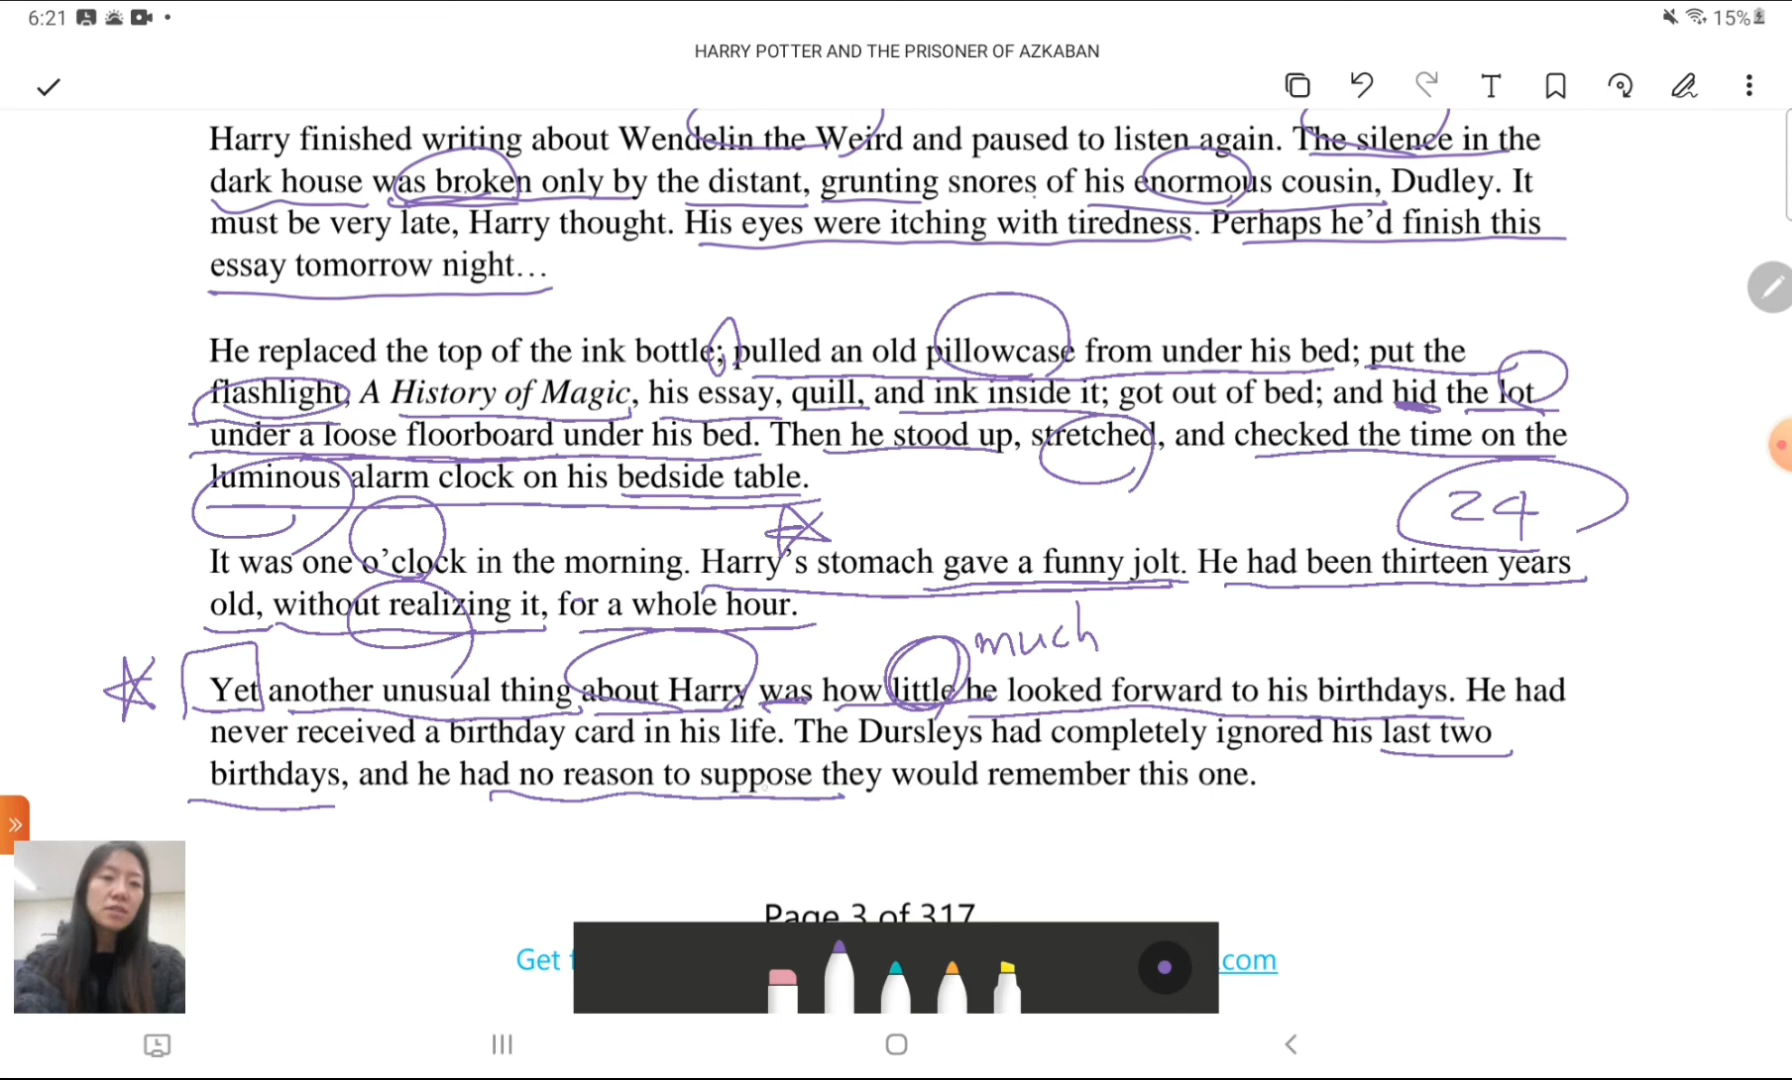 6:21
15%
HARRY POTTER AND THE PRISONER OF AZKABAN
T
Harry finished writing about Wendelin the Weird and paused to listen again. The silence in the
dark house was broken only by the distant, grunting snores of his enormous cousin, Dudley. It
must be very late, Harry thought. His eyes were itching with tiredness. Perhaps he'd finish this
essay tomorrow night…
He replaced the top of the ink bottle; pulled an old pillowcase from under his bed; put the
flashlight, A History of Magic, his essay, quill, and ink inside it; got out of bed; and hid the lot
under a loose floorboard under his bed. Then he stood up, stretched, and checked the time on the
luminous alarm clock on his bedside table.
24
It was one o'clock in the morning. Harry's stomach gave a funny jolt. He had been thirteen years
old, without realizing it, for a whole hour.
much
Yet another unusual thing about Harry was how little he looked forward to his birthdays. He had
never received a birthday card in his life. The Dursleys had completely ignored his last two
birthdays, and he had no reason to suppose they would remember this one.
Page 3 of 317
Get
.com